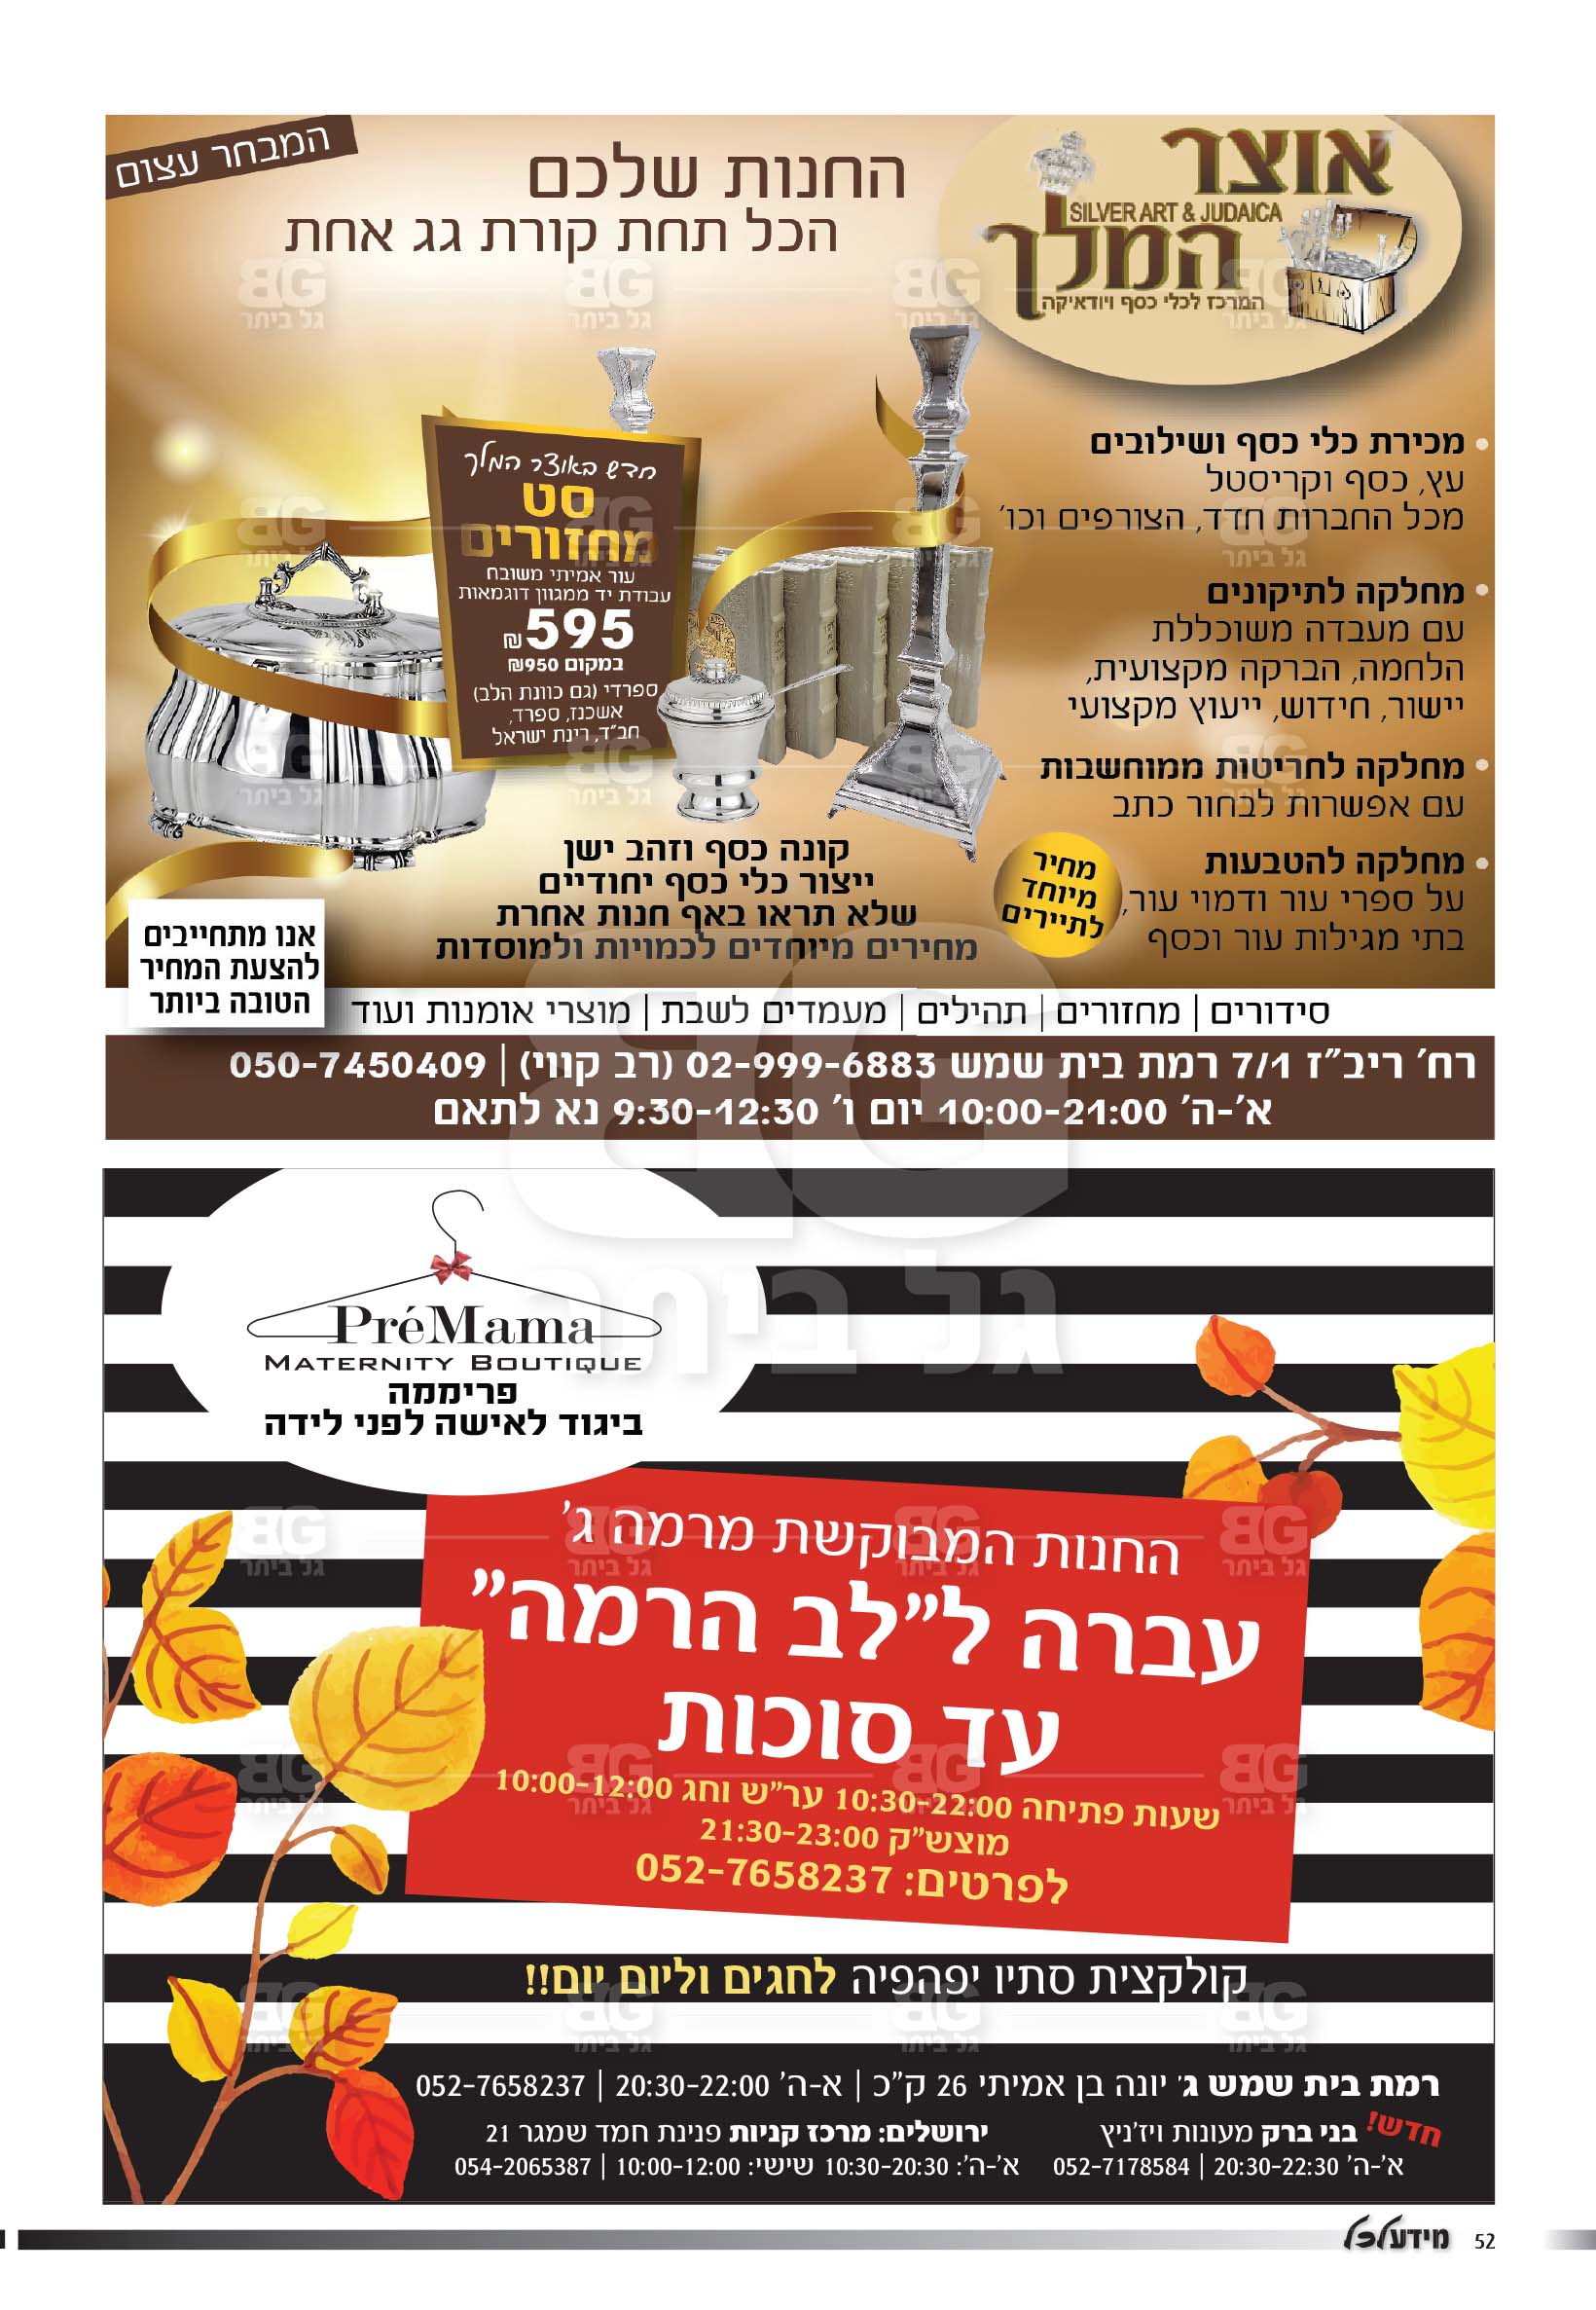 המבחר עצום
החנות שלכם
הכל תחת קורת גג אחת
אוצר
SILVER ART & JUDAICA
המלך
המרכז לכלי כסף ויודאיקה
• מכירת כלי כסף ושילובים
עץ, כסף וקריסטל
מכל החברות חדד, הצורפים וכו'
• מחלקה לתיקונים
עם מעבדה משוכללת
הלחמה, הברקה מקצועית,
יישור, חידוש, ייעוץ מקצועי
• מחלקה לחריטות ממוחשבות
עם אפשרות לבחור כתב
• מחלקה להטבעות
על ספרי עור ודמוי עור,
בתי מגילות עור וכסף
מחיר
מיוחד
לתיירים
חדש באוצר המלך
סט
מחזורים
עור אמיתי משובח
עבודת יד ממגוון דוגמאות
595₪
במקום 950₪
ספרדי (גם כוונת הלב)
אשכנז, ספרד,
חב"ד, רינת ישראל
קונה כסף וזהב ישן
ייצור כלי כסף יחודיים
שלא תראו באף חנות אחרת
מחירים מייוחדים לכמויות ולמוסדות
אנו מתחייבים
להצעת המחיר
הטובה ביותר
סידורים | מחזורים | תהילים | מעמדים לשבת | מוצרי אומנות ועוד
רח' ריב"ז 7/1 רמת בית שמש 02-999-6883 (רב קווי) | 050-7450409
א'-ה' 10:00-21:00 יום ו' 9:30-12:30 נא לתאם
BG
גל ביתר
PréMama
MATERNITY BOUTIQUE
פריממה
ביגוד לאישה לפני לידה
החנות המבוקשת מרמה ג'
עברה ל"לב הרמה"
עד סוכות
שעות פתיחה 10:30-22:00 ער"ש וחג 10:00-12:00
מוצש"ק 21:30-23:00
לפרטים: 052-7658237
קולקצית סתיו יפהפיה לחגים וליום יום!!
רמת בית שמש ג' יונה בן אמיתי 26 ק"כ | א-ה' 20:30-22:00 | 052-7658237
חדש! בני ברק מעונות ויז'ניץ
א'-ה' 20:30-22:30 | 052-7178584
ירושלים: מרכז קניות פנינת חמד שמגר 21
א'-ה': 10:30-20:30 שישי: 10:00-12:00 | 054-2065387
52 מידע לכל